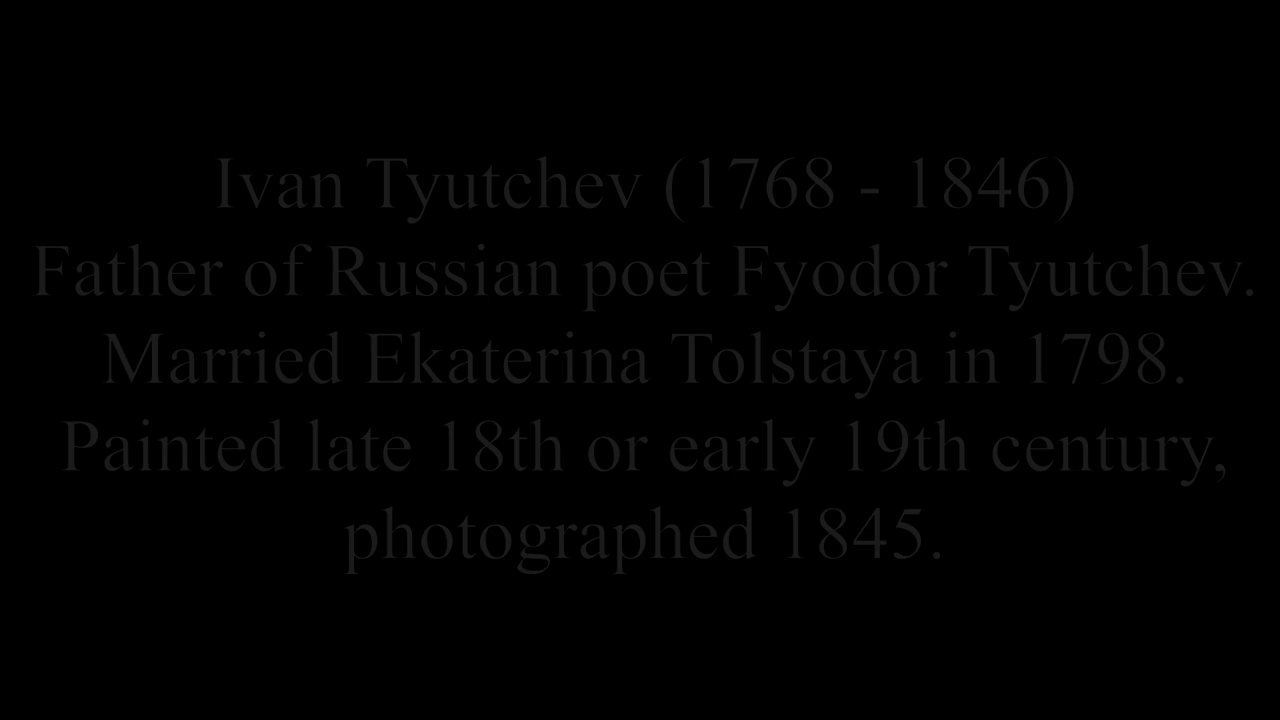 Ivan Tyutchev (1768 - 1846)
Father of Russian poet Fyodor Tyutchev.
Married Ekaterina Tolstaya in 1798.
Painted late 18th or early 19th century,
photographed 1845.